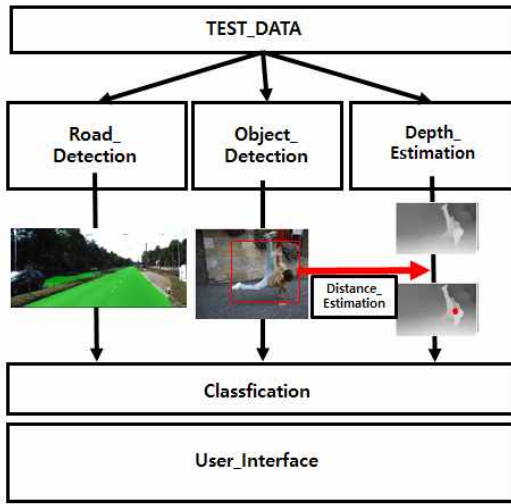 TEST_DATA
Road_
Detection
Object_
Detection
Depth_
Estimation
Distance_
Estimation
Classfication
User_Interface